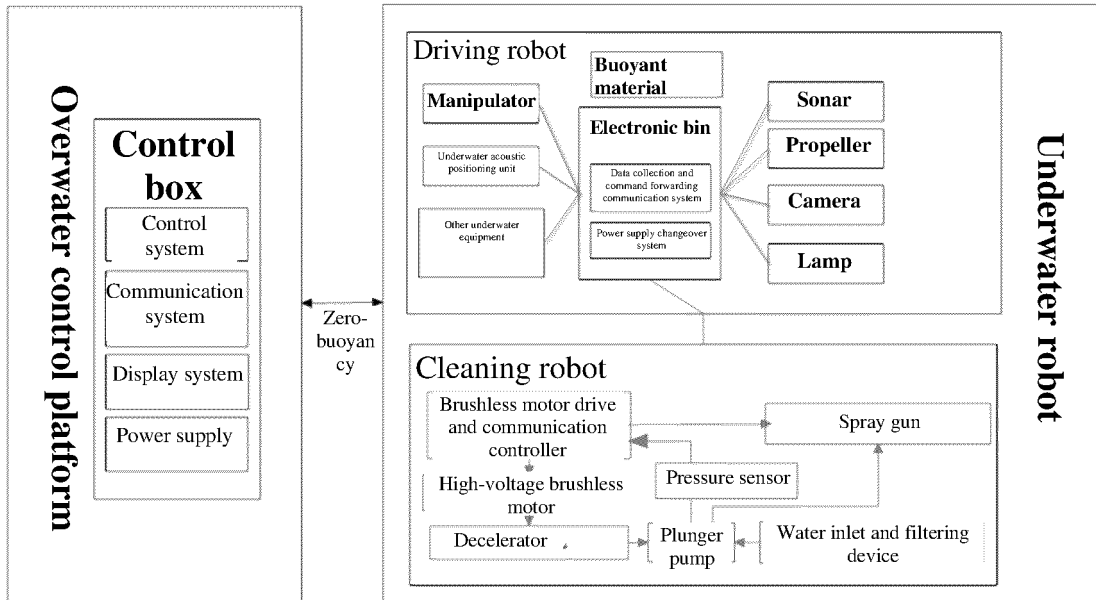 Overwater control platform
Control
box
Control
system
Communication
system
Display system
Power supply
Zero-
buoyan
cy
Underwater robot
Driving robot
Buoyant
material
Manipulator
Underwater acoustic
positioning unit
Other underwater
equipment
Electronic bin
Data collection and
command forwarding
communication system
Power supply changeover
system
Sonar
Propeller
Camera
Lamp
Cleaning robot
Brushless motor drive
and communication
controller
High-voltage brushless
motor
Decelerator
Pressure sensor
Plunger
pump
Spray gun
Water inlet and filtering
device